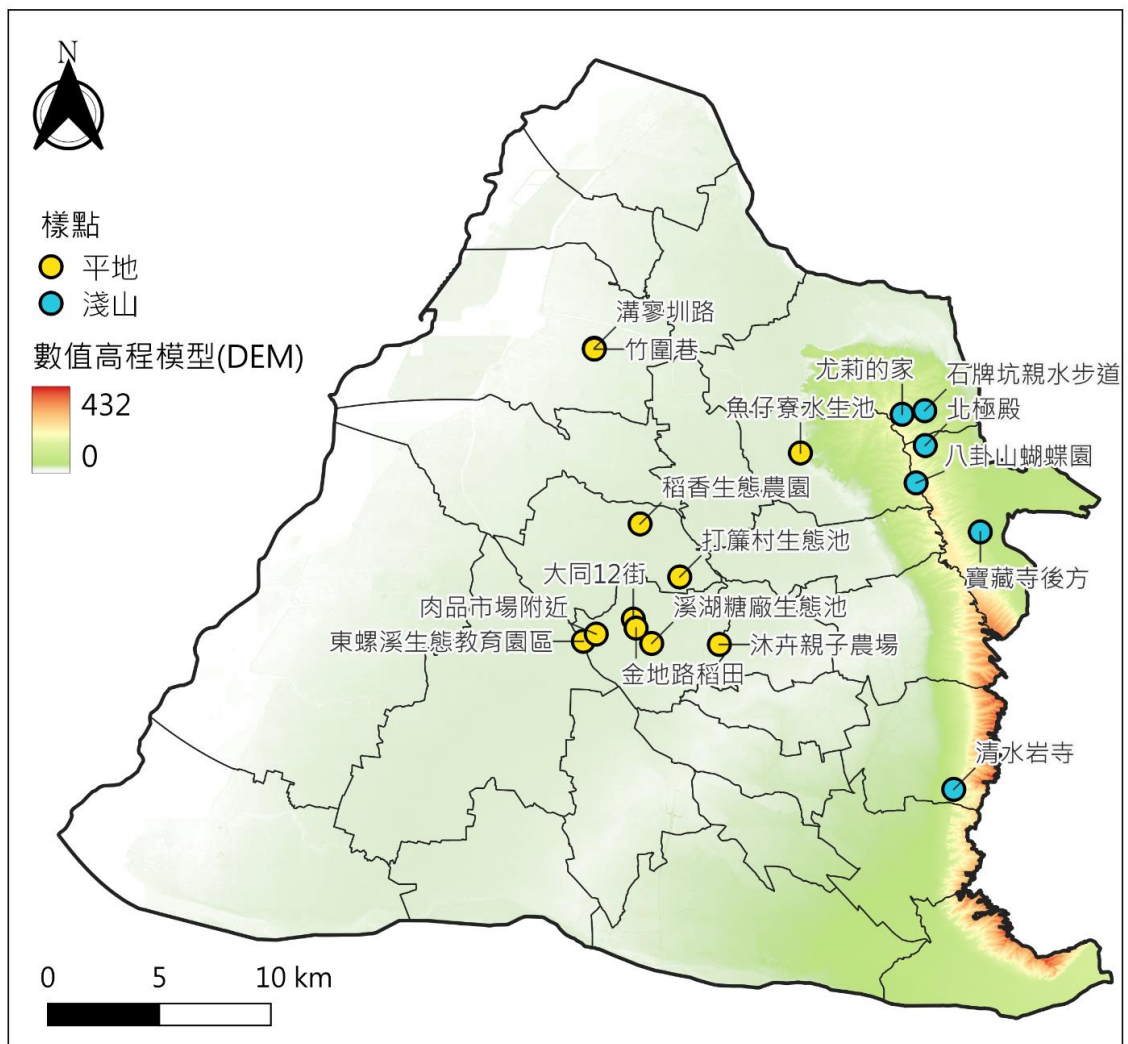 N
樣點
平地
淺山
數值高程模型(DEM)
432
0
溝寥圳路
竹圍巷
尤莉的家
石牌坑親水步道
魚仔寮水生池
北極殿
八卦山蝴蝶園
稻香生態農園
打簾村生態池
寶藏寺後方
大同12街
肉品市場附近
溪湖糖廠生態池
東螺溪生態教育園區
沐卉親子農場
金地路稻田
清水岩寺
0 5 10 km